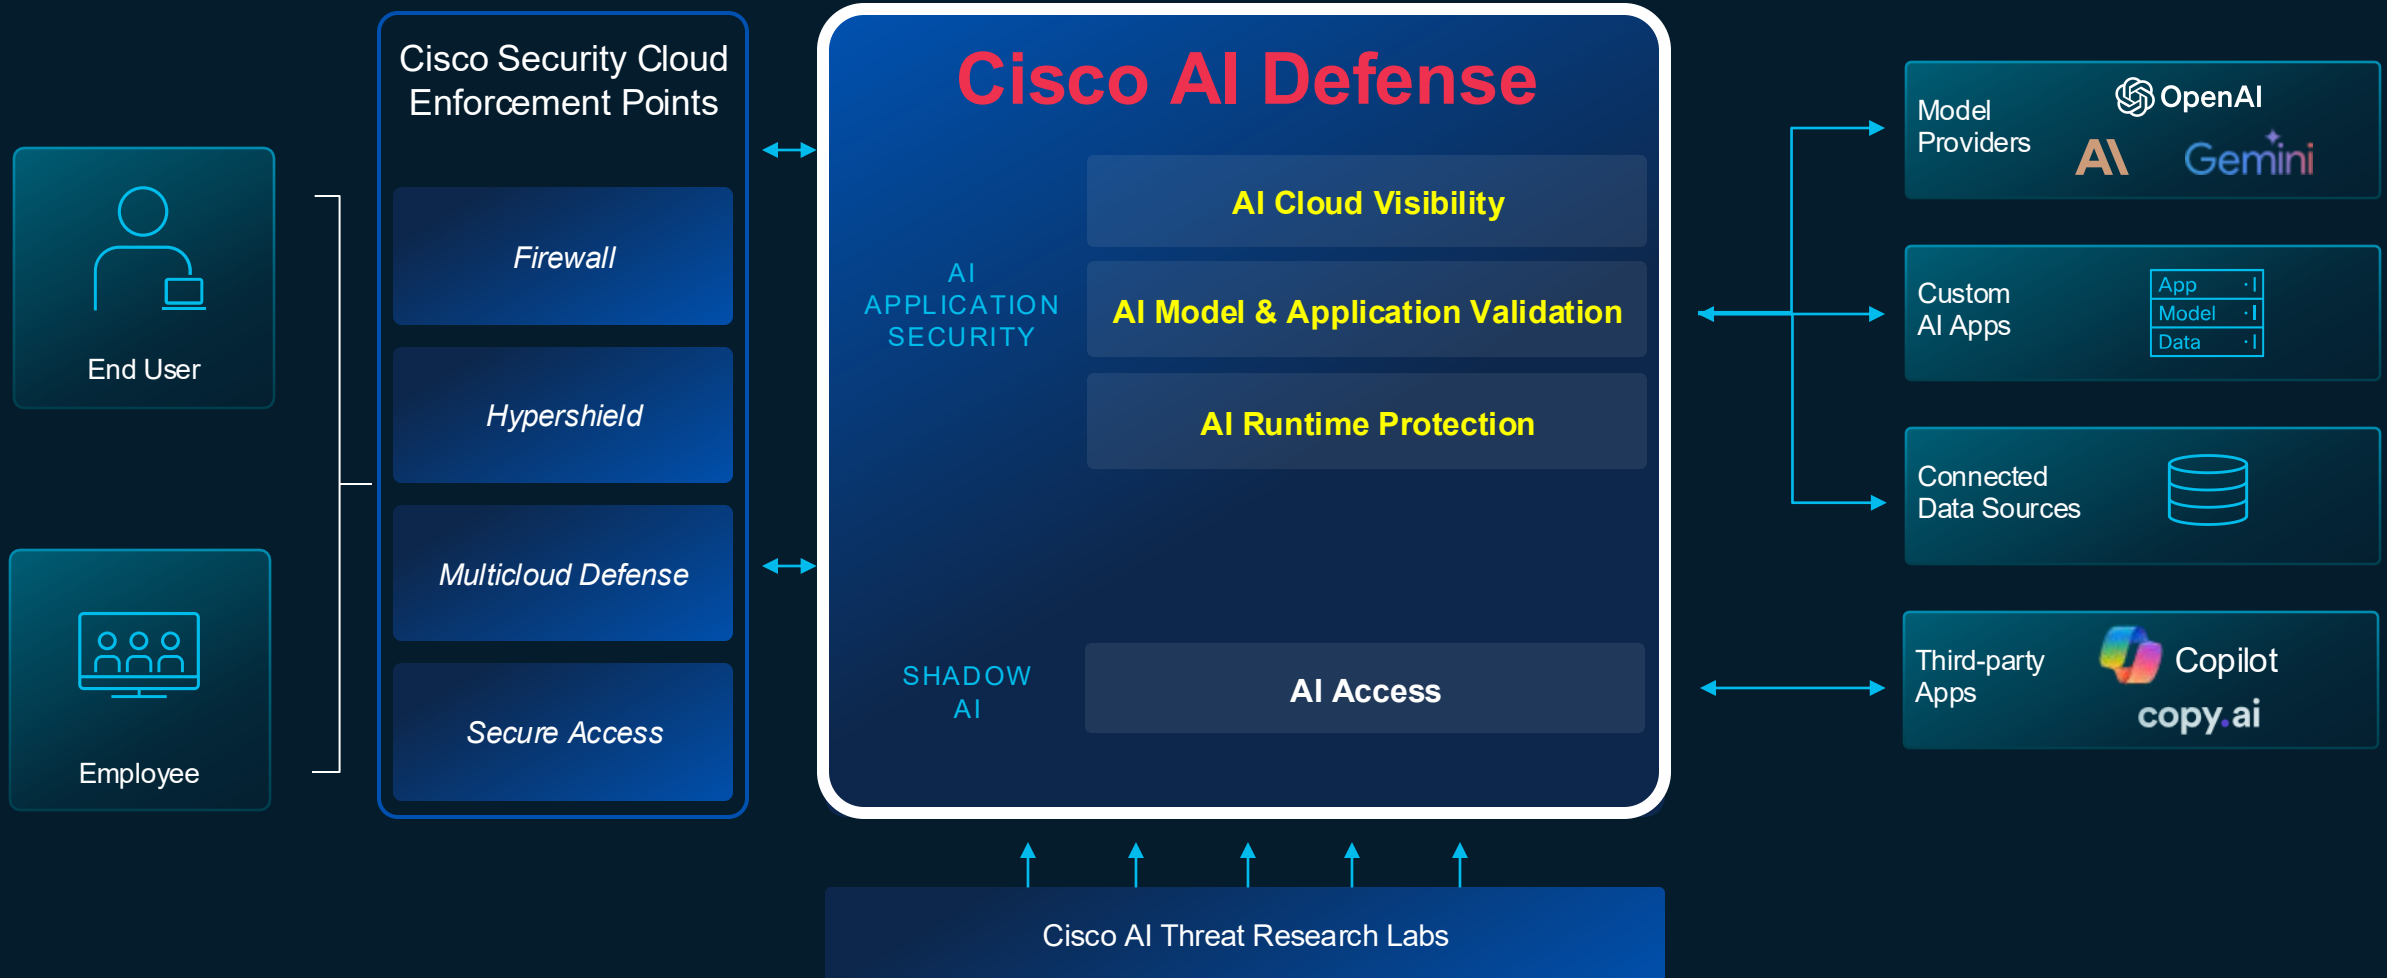 End User
Employee
Cisco Security Cloud
Enforcement Points
Firewall
Hypershield
Multicloud Defense
Secure Access
Cisco AI Defense
AI
APPLICATION
SECURITY
AI Cloud Visibility
AI Model & Application Validation
AI Runtime Protection
SHADOW
AI
AI Access
Cisco AI Threat Research Labs
Model
Providers
OpenAI
AI
Gemini
Custom
AI Apps
App
Model
Data
Connected
Data Sources
Third-party
Apps
Copilot
copy.ai